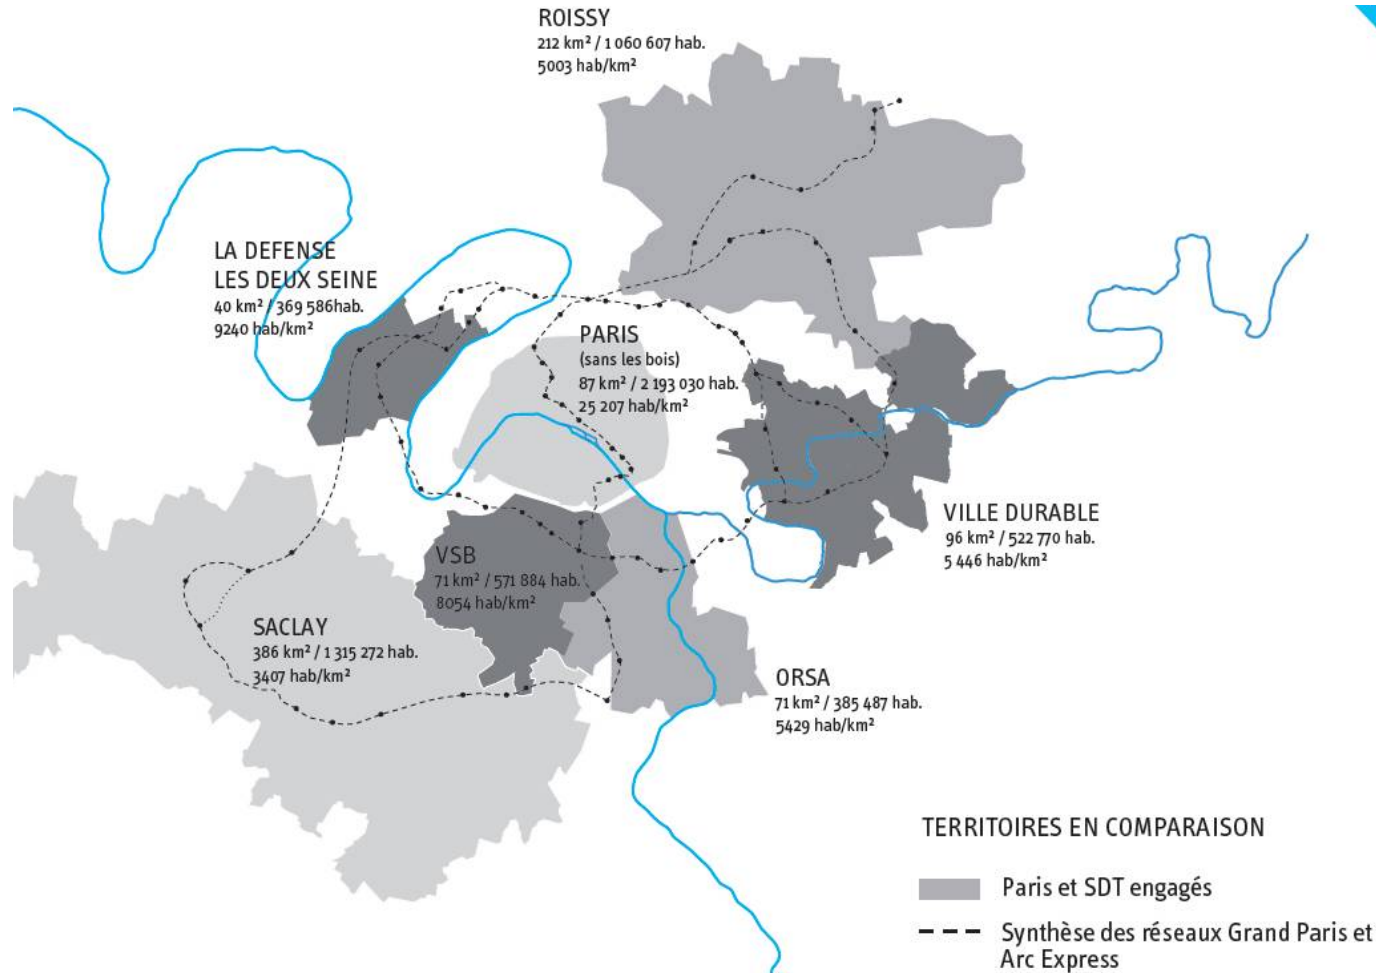 ROISSY
212 km² / 1 060 607 hab.
5003 hab/km²
LA DEFENSE
LES DEUX SEINE
40 km² / 369 586hab.
9240 hab/km²
PARIS
(sans les bois)
87 km² / 2 193 030 hab.
25 207 hab/km²
VILLE DURABLE
96 km² / 522 770 hab.
5 446 hab/km²
VSB
71 km² / 571 884 hab.
8054 hab/km²
SACLAY
386 km² / 1 315 272 hab.
3407 hab/km²
ORSA
71 km² / 385 487 hab.
5429 hab/km²
TERRITOIRES EN COMPARAISON
Paris et SDT engagés
Synthèse des réseaux Grand Paris et
Arc Express